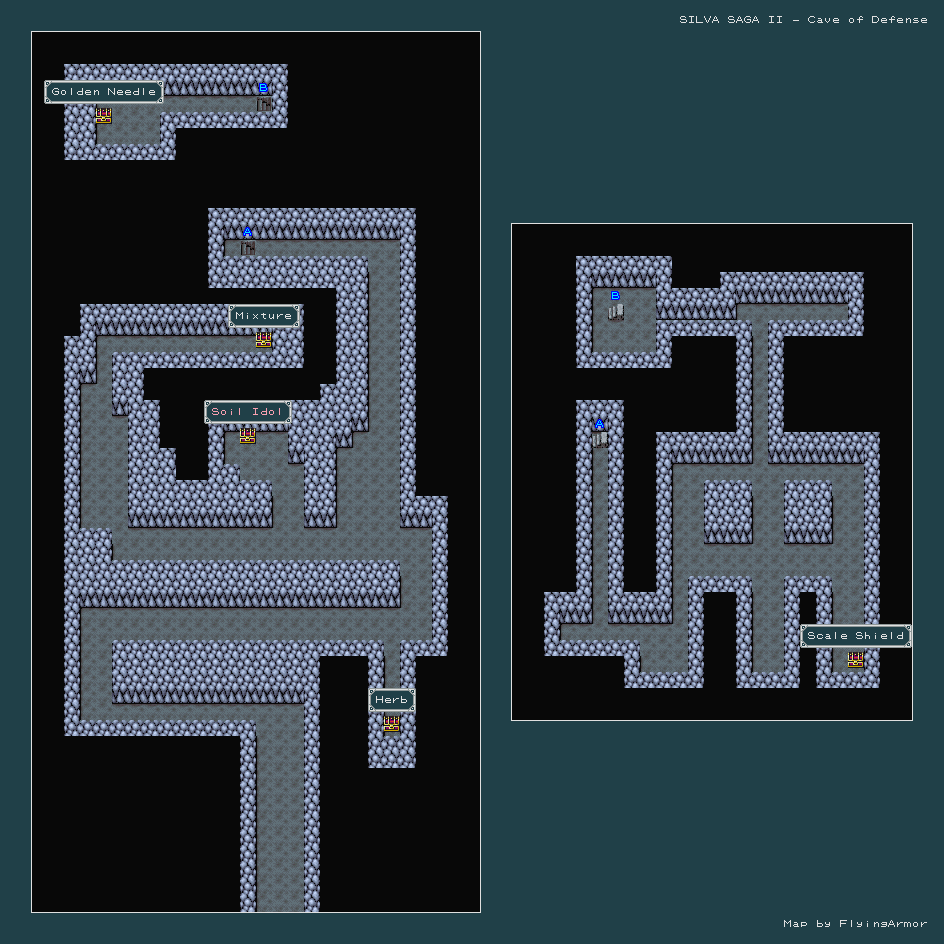 SILVA SAGA II - Cave of Defense
B
Golden Needle
A
Mixture
B
Soil Idol
A
Scale Shield
Herb
Map by FlyingArmor